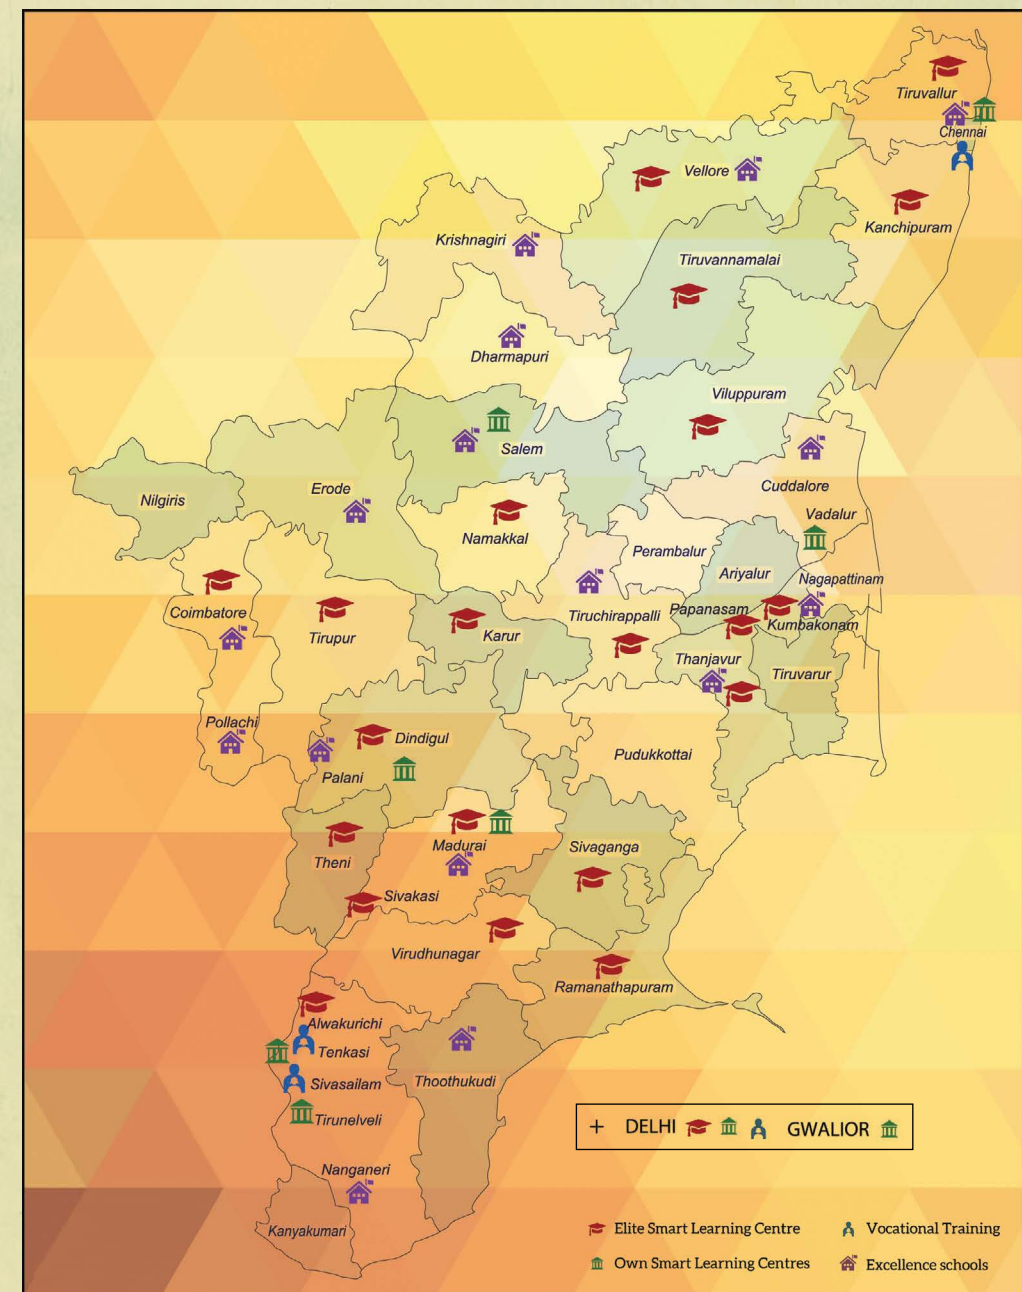 Tiruvallur
Chennai
Vellore
Kanchipuram
Krishnagiri
Tiruvannamalai
Dharmapuri
Viluppuram
Salem
Cuddalore
Erode
Nilgiris
Vadalur
Namakkal
Perambalur
Ariyalur
Nagapattinam
Coimbatore
Tirupur
Karur
Tiruchirappalli
Papanasam
Kumbakonam
Thanjavur
Tiruvarur
Pollachi
Dindigul
Palani
Pudukkottai
Madurai
Sivaganga
Theni
Sivakasi
Virudhunagar
Ramanathapuram
Alwakurichi
Tenkasi
Sivasailam
Thoothukudi
Tirunelveli
+ DELHI GWALIOR
Nanganeri
Kanyakumari
Elite Smart Learning Centre
Vocational Training
Own Smart Learning Centres
Excellence schools